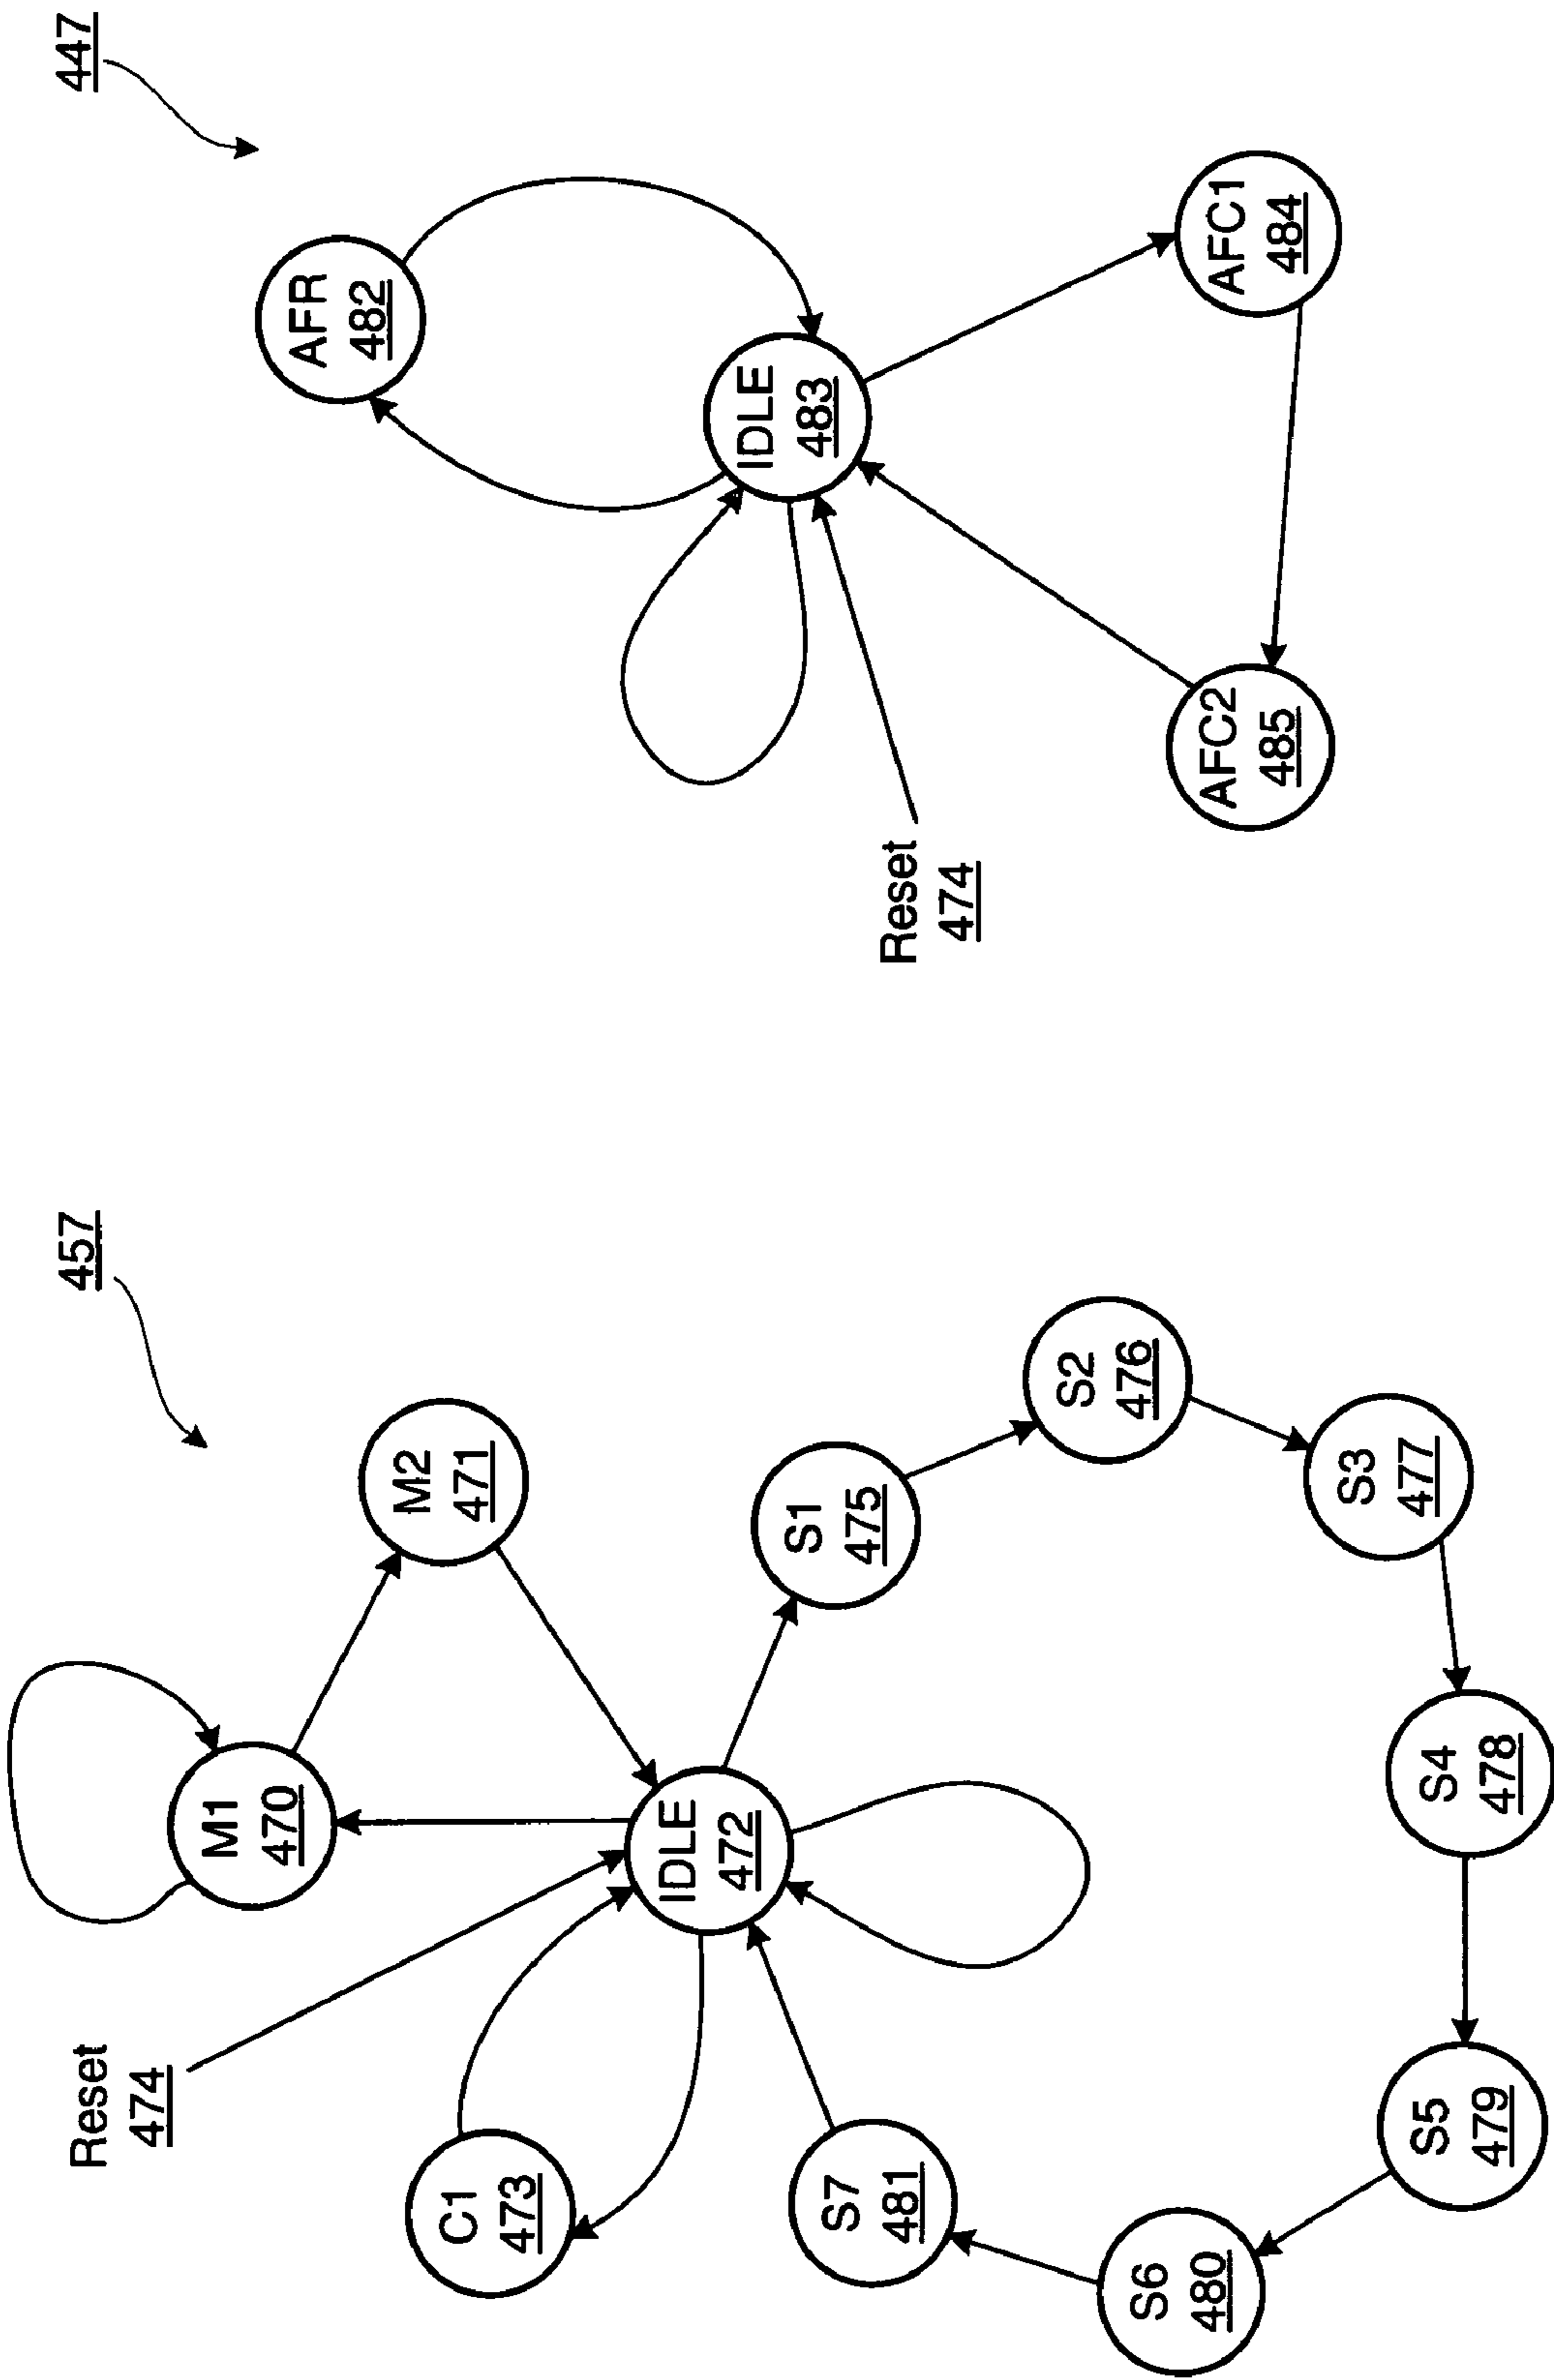 457
Reset
474
M1
470
M2
471
C1
473
IDLE
472
S1
475
S7
481
S2
476
S6
480
S3
477
S5
479
S4
478
447
AFR
482
IDLE
483
Reset
474
AFC2
485
AFC1
484